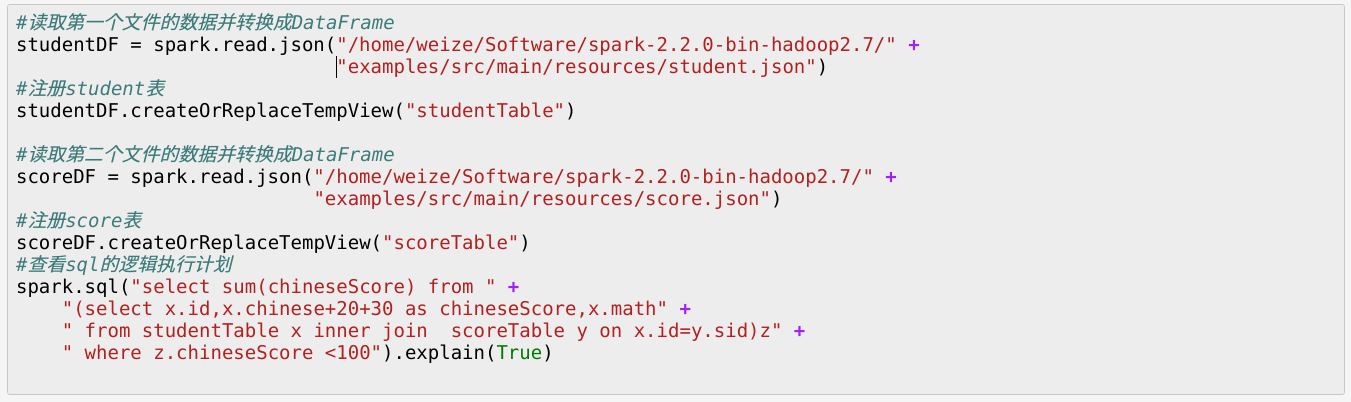 #读取第一个文件的数据并转换成DataFrame
studentDF = spark.read.json("/home/weize/Software/spark-2.2.0-bin-hadoop2.7/" +
                            "examples/src/main/resources/student.json")
#注册student表
studentDF.createOrReplaceTempView("studentTable")
#读取第二个文件的数据并转换成DataFrame
scoreDF = spark.read.json("/home/weize/Software/spark-2.2.0-bin-hadoop2.7/" +
                          "examples/src/main/resources/score.json")
#注册score表
scoreDF.createOrReplaceTempView("scoreTable")
#查看sql的逻辑执行计划
spark.sql("select sum(chineseScore) from " +
    "(select x.id,x.chinese+20+30 as chineseScore,x.math" +
    " from studentTable x inner join  scoreTable y on x.id=y.sid)z" +
    " where z.chineseScore <100").explain(True)